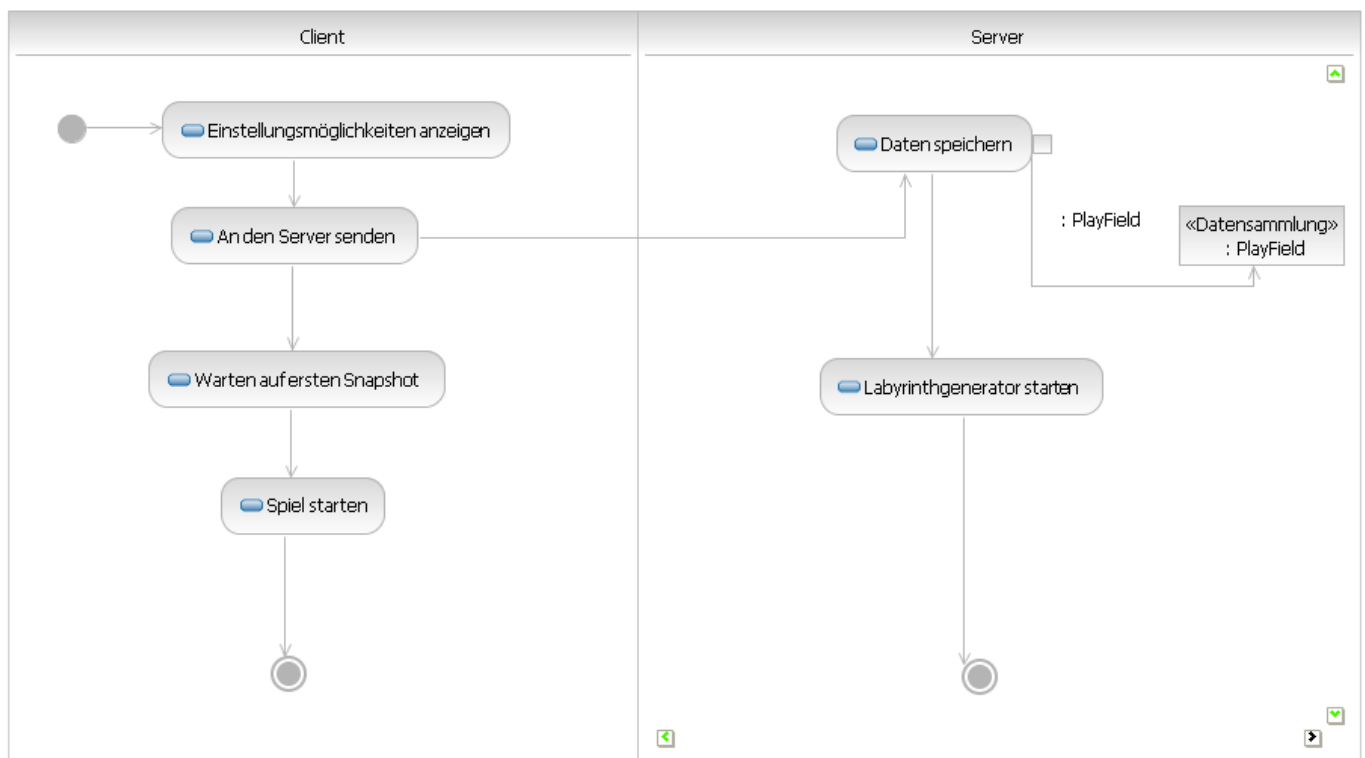 Client
Server
Einstellungsmöglichkeiten anzeigen
Daten speichern
An den Server senden
: PlayField
«Datensammlung»
: PlayField
Warten auf ersten Snapshot
Labyrinthgenerator starten
Spiel starten